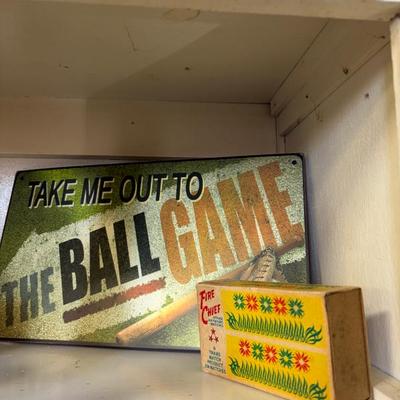 TAKE ME OUT TO
THE BALL GAME
FIRE
CHIEF